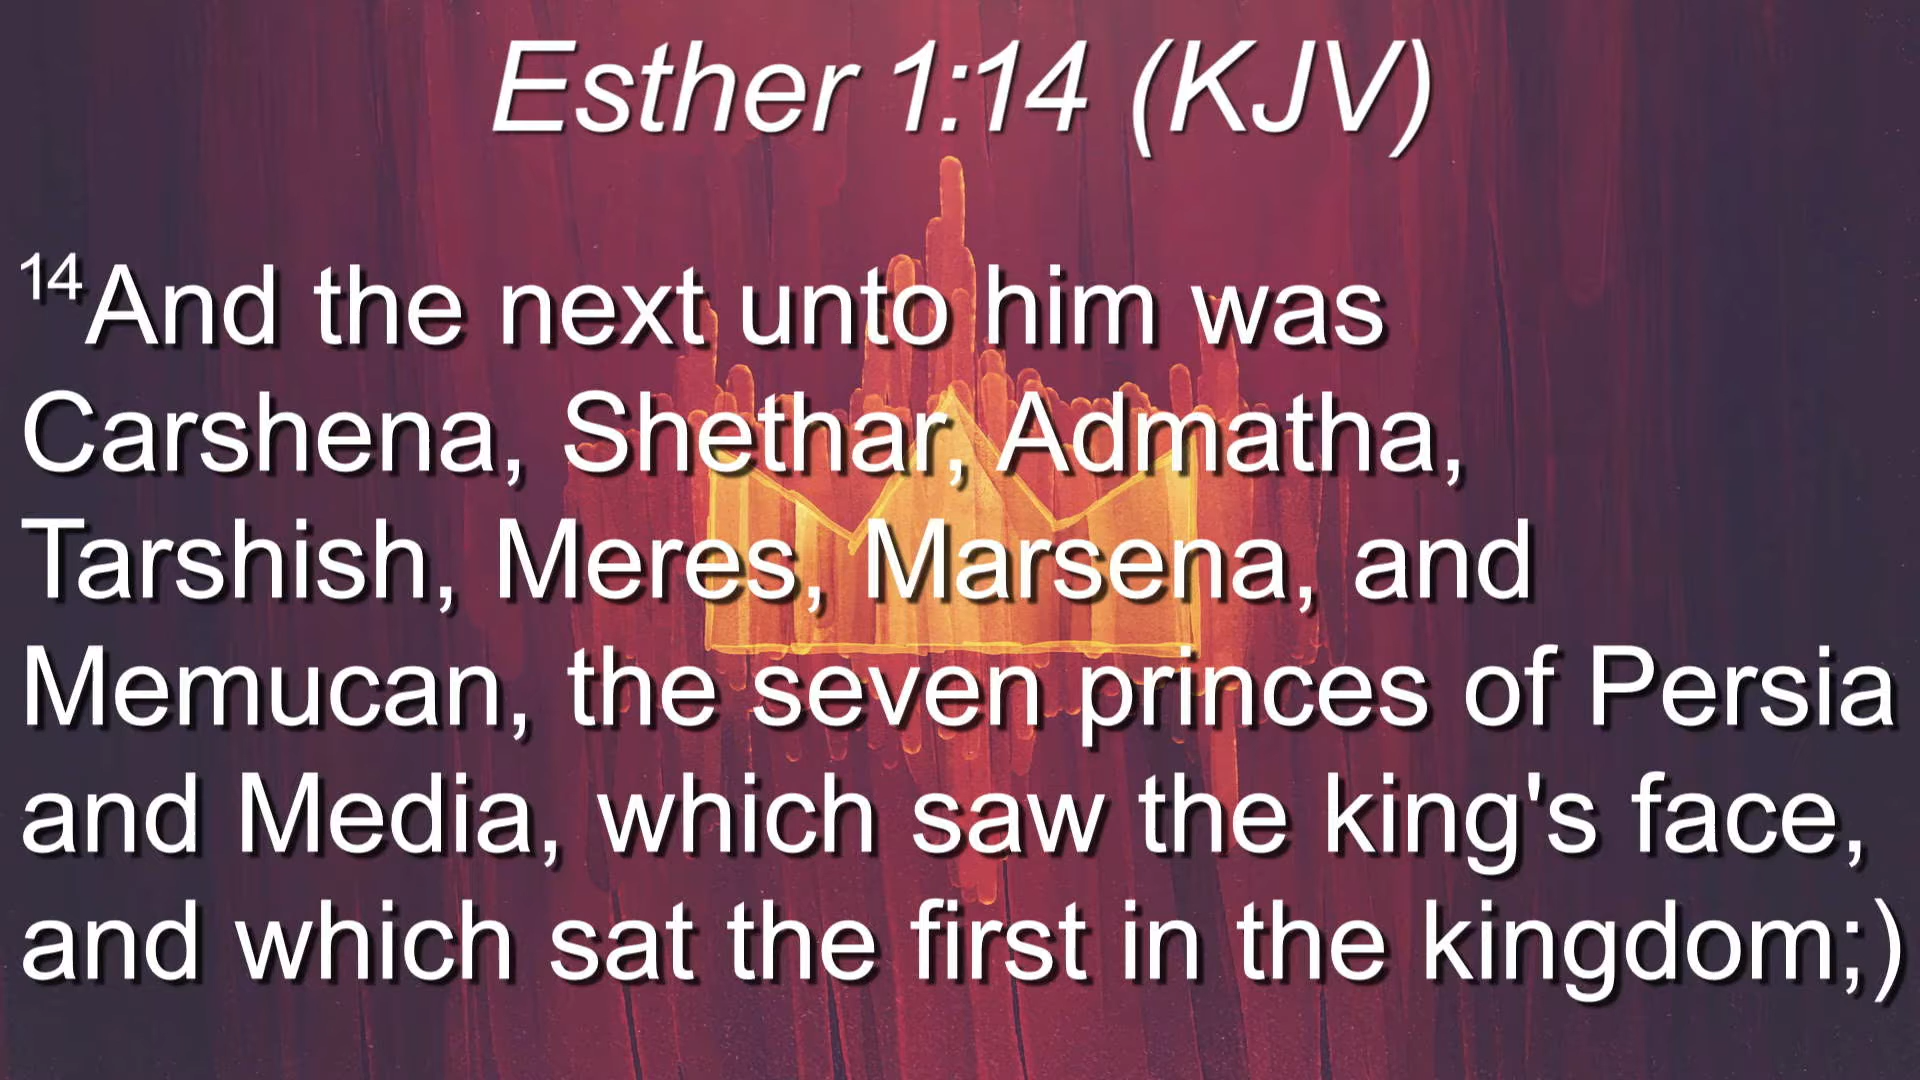 Esther 1:14 (KJV)
14And the next unto him was
Carshena, Shethar, Admatha,
Tarshish, Meres, Marsena, and
Memucan, the seven princes of Persia
and Media, which saw the king's face,
and which sat the first in the kingdom;)